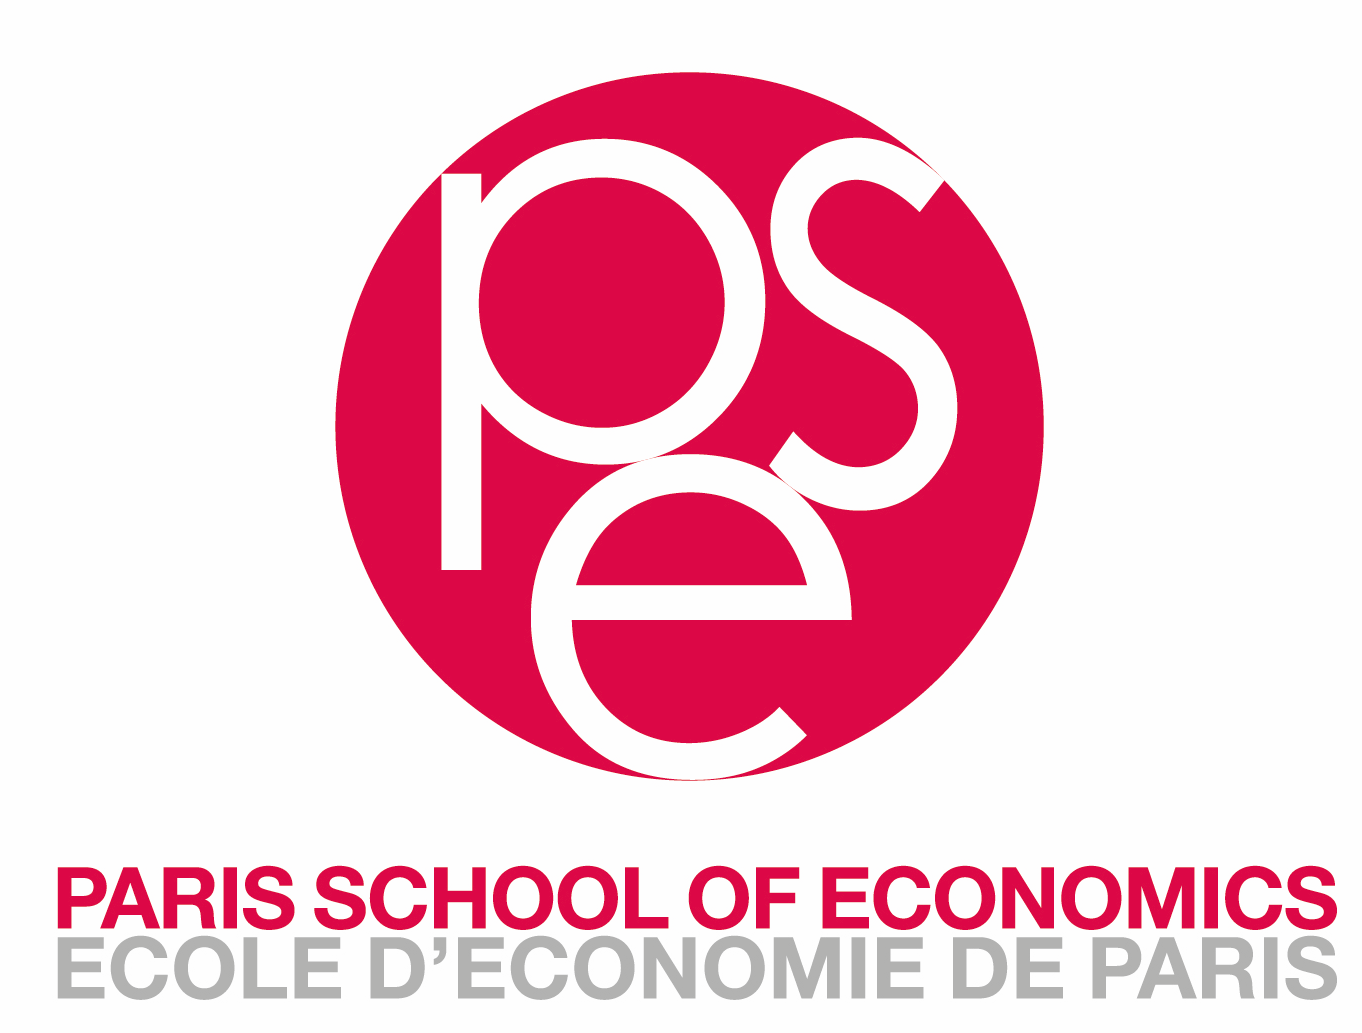 pse
PARIS SCHOOL OF ECONOMICS
ECOLE D’ECONOMIE DE PARIS